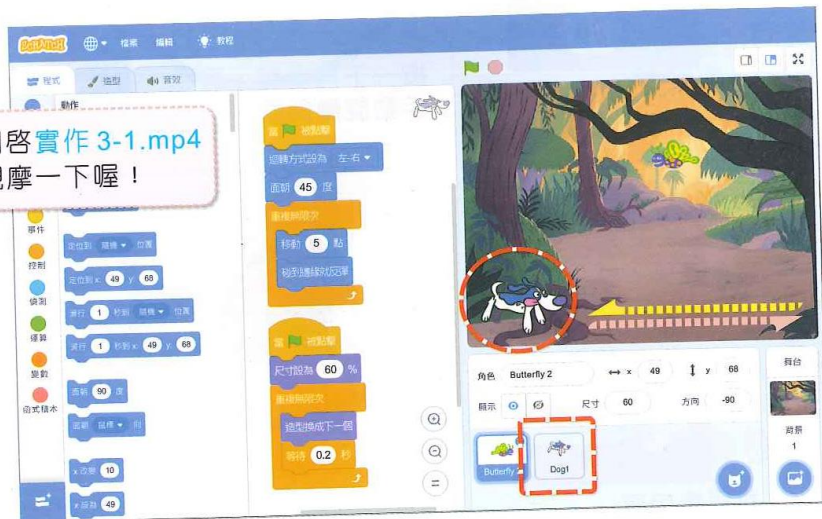 SCRATCH
檔案 編輯 教程
程式 造型 音效
動作
啓實作 3-1.mp4
摩一下喔！
事件
控制
偵測
運算
變數
函式積木
定位到 隨機 位置
定位到 x: 49 y: 68
滑行 1 秒到 隨機 位置
滑行 1 秒到 x: 49 y: 68
面朝 90 度
面朝 鼠標 向
x 改變 10
x 設為 49
當 被點擊
迴轉方式設為 左-右
面朝 45 度
重複無限次
移動 5 點
碰到邊緣就反彈
當 被點擊
尺寸設為 60 %
重複無限次
造型換成下一個
等待 0.2 秒
角色 Butterfly 2 x 49 y 68
顯示 尺寸 60 方向 -90
Butterfly 2
Dog1
舞台
背景
1